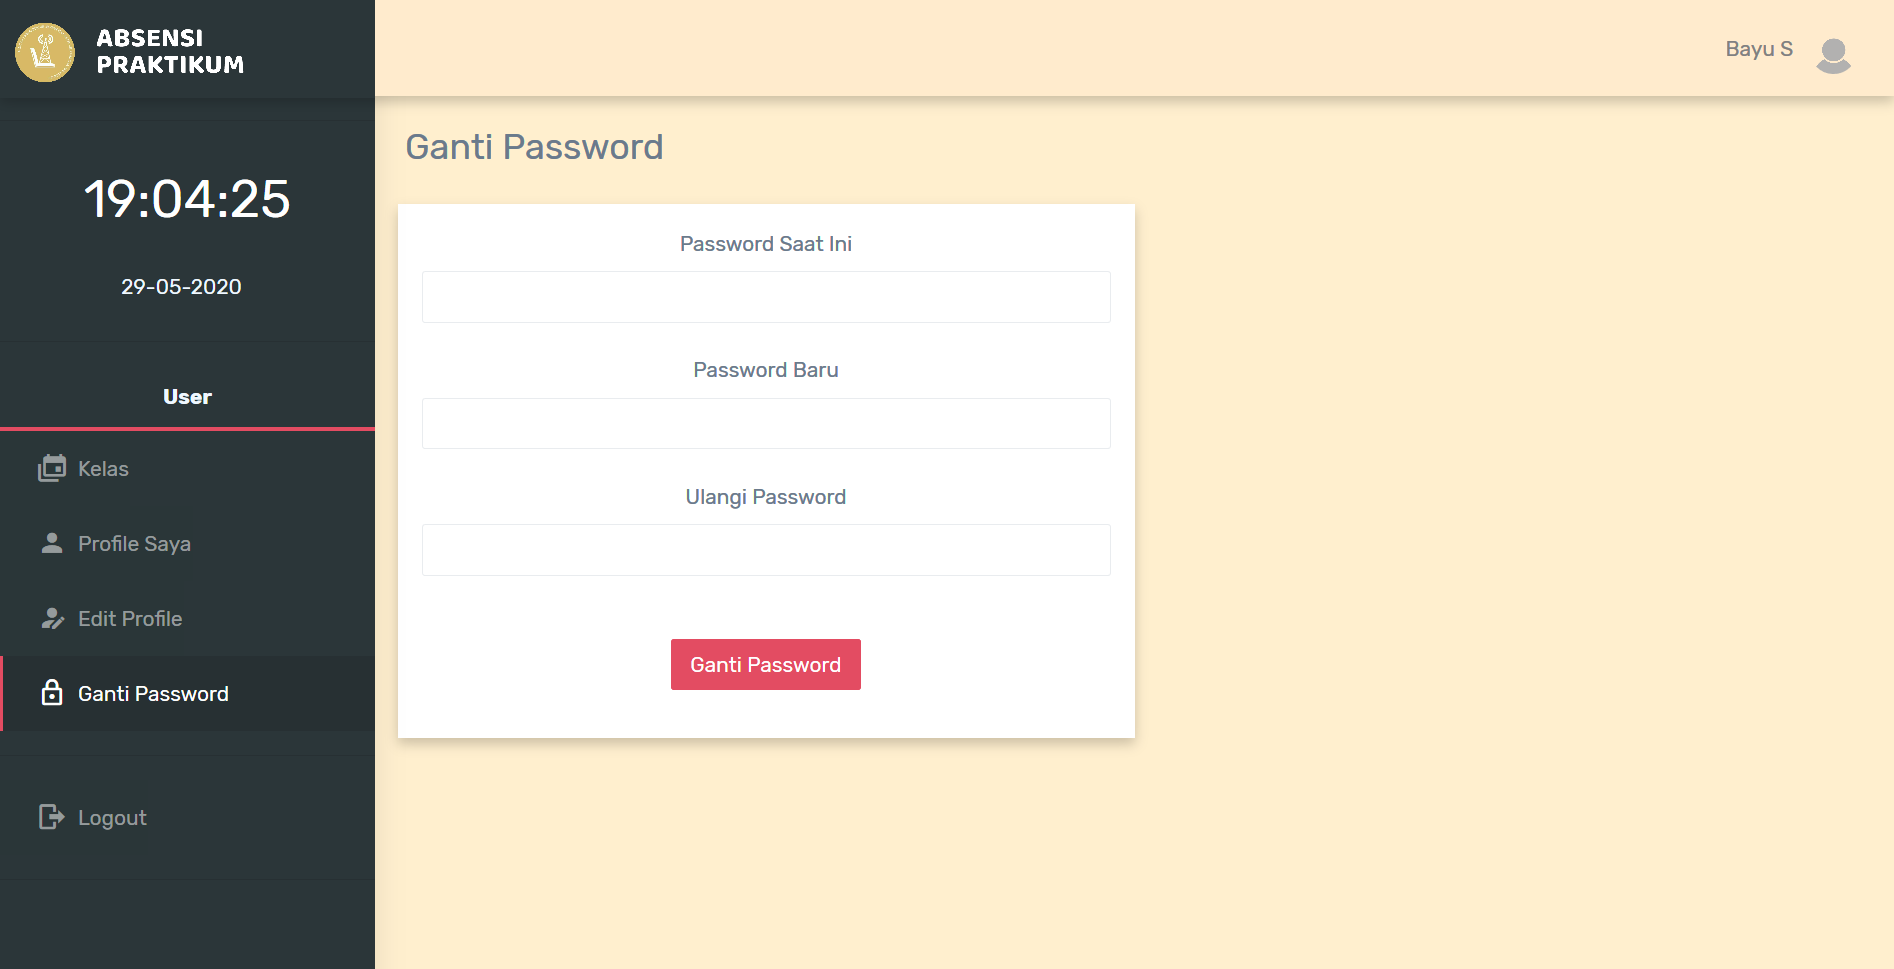 ABSENSI
PRAKTIKUM
Bayu S
19:04:25
29-05-2020
User
Kelas
Profile Saya
Edit Profile
Ganti Password
Logout
Ganti Password
Password Saat Ini
Password Baru
Ulangi Password
Ganti Password